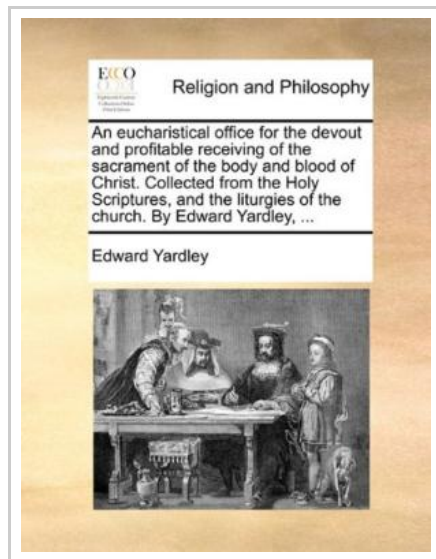 ECCO
Religion and Philosophy
An eucharistical office for the devout
and profitable receiving of the
sacrament of the body and blood of
Christ. Collected from the Holy
Scriptures, and the liturgies of the
church. By Edward Yardley, ...
Edward Yardley